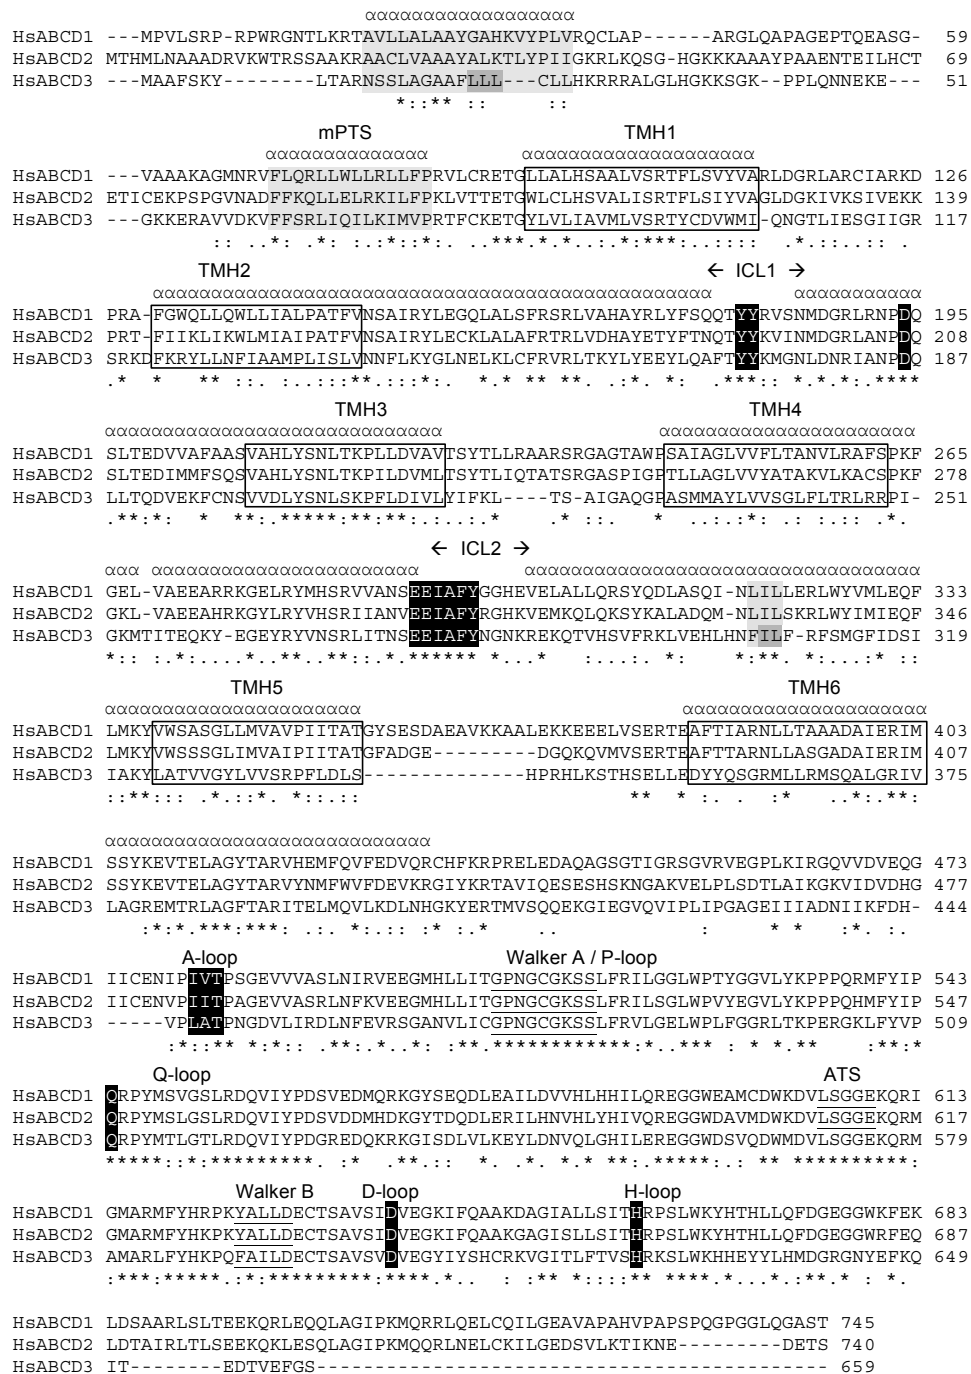 αααααααααααααααααα
HsABCD1 ---MPVLSRP-RPWRGNTLKRTAVLLALAAYGAHKVYPLVRQCLAP------ARGLQAPAGEPTQEASG- 59
HsABCD2 MTHMLNAAADRVKWTRSSAAKRAACLVAAAYALKTLYPIIGKRLKQSG-HGKKKAAAYPAAENTEILHCT 69
HsABCD3 ---MAAFSKY-------LTARNSSLAGAAFLLL---CLLHKRRRALGLHGKKSGK--PPLQNNEKE--- 51
*:::** :: ::
mPTS TMH1
αααααααααααααα αααααααααααααααααααα
HsABCD1 ---VAAAKAGMNRVFLQRLLWLLRLLFPRVLCRETGLLALHSAALVSRTFLSVYVARLDGRLARCIARKD 126
HsABCD2 ETICEKPSPGVNADFFKQLLELRKILFPKLVTTETGWLCLHSVALISRTFLSIYVAGLDGKIVKSIVEKK 139
HsABCD3 ---GKKERAVVDKVFFSRLIQILKIMVPRTFCKETGYLVLIAVMLVSRTYCDVWMI-QNGTLIESGIIGR 117
:: ..*: .*: :.:*::*: .. ***.*.* :.*:***: .:::: *.::.. .
TMH2 ← ICL1 →
αααααααααααααααααααααααααααααααααααααααααααααααα ααααααααααα
HsABCD1 PRA-FGWQLLQWLLIALPATFVNSAIRYLEGQLALSFRSRLVAHAYRLYFSQQTYYRVSNMDGRLRNPDQ 195
HsABCD2 PRT-FIIKLIKWLMIAIPATFVNSAIRYLECKLALAFRTRLVDHAYETYFTNQTYYKVINMDGRLANPDQ 208
HsABCD3 SRKDFKRYLLNFIAAMPLISLVNNFLKYGLNELKLCFRVRLTKYLYEEYLQAFTYYKMGNLDNRIANPDQ 187
.* * ** ::. :..:::**.:::* *.* ** **. : *. *: :***: *.*.*: ****
TMH3 TMH4
ααααααααααααααααααααααααααααα αααααααααααααααααααααα
HsABCD1 SLTEDVVAFAASVAHLYSNLTKPLLDVAVTSYTLLRAARSRGAGTAWPSAIAGLVVFLTANVLRAFSPKF 265
HsABCD2 SLTEDIMMFSQSVAHLYSNLTKPILDVMLTSYTLIQTATSRGASPIGPTLLAGLVVYATAKVLKACSPKF 278
HsABCD3 LLTQDVEKFCNSVVDLYSNLSKPFLDIVLYIFKL----TS-AIGAQGPASMMAYLVVSGLFLTRLRRPI- 251
.**:*: * **..*****:**:**: : :.* * . ::. * : . :* : : *.
← ICL2 →
ααα ααααααααααααααααααααααα αααααααααααααααααααααααααααααααααα
HsABCD1 GEL-VAEEARRKGELRYMHSRVVANSEEIAFYGGHEVELALLQRSYQDLASQI-NLILLERLWYVMLEQF 333
HsABCD2 GKL-VAEEAHRKGYLRYVHSRIIANVEEIAFYRGHKVEMKQLQKSYKALADQM-NLILSKRLWYIMIEQF 346
HsABCD3 GKMTITEQKY-EGEYRYVNSRLITNSEEIAFYNGNKREKQTVHSVFRKLVEHLHNFILF-RFSMGFIDSI 319
*:: :*: :* **::**::* ****** *: * :: : *. : *:** *: ::: :
TMH5 TMH6
αααααααααααααααααααααα ααααααααααααααααααααα
HsABCD1 LMKYVWSASGLLMVAVPIITATGYSESDAEAVKKAALEKKEEELVSERTEAFTIARNLLTAAADAIERIM 403
HsABCD2 LMKYVWSSSGLIMVAIPIITATGFADGE---------DGQKQVMVSERTEAFTTARNLLASGADAIERIM 407
HsABCD3 IAKYLATVVGYLVVSRPFLDLS--------------HPRHLKSTHSELLEDYYQSGRMLLRMSQALGRIV 375
::**::: .*.::*. *:.:: ** * :. . :* ..*:.**:
αααααααααααααααααααααααααααα
HsABCD1 SSYKEVTELAGYTARVHEMFQVFEDVQRCHFKRPRELEDAQAGSGTIGRSGVRVEGPLKIRGQVVDVEQG 473
HsABCD2 SSYKEVTELAGYTARVYNMFWVFDEVKRGIYKRTAVIQESESHSKNGAKVELPLSDTLAIKGKVIDVDHG 477
HsABCD3 LAGREMTRLAGFTARITELMQVLKDLNHGKYERTMVSQQEKGIEGVQVIPLIPGAGEIIIADNIIKFDH- 444
:*:*.***:***: :: *:.::: ::* .. : * *::.:
A-loop Walker A / P-loop
HsABCD1 IICENIPIVTPSGEVVVASLNIRVEEGMHLLITGPNGCGKSSLFRILGGLWPTYGGVLYKPPPQRMFYIP 543
HsABCD2 IICENVPIITPAGEVVASRLNFKVEEGMHLLITGPNGCGKSSLFRILSGLWPVYEGVLYKPPPQHMFYIP 547
HsABCD3 -----VPLATPNGDVLIRDLNFEVRSGANVLICGPNGCGKSSLFRVLGELWPLFGGRLTKPERGKLFYVP 509
:*::** *:*:: **:.*..* ::** ***********:* *** : * *.** :**:*
Q-loop ATS
HsABCD1 QRPYMSVGSLRDQVIYPDSVEDMQRKGYSEQDLEAILDVVHLHHILQREGGWEAMCDWKDVLSGGEKQRI 613
HsABCD2 QRPYMSLGSLRDQVIYPDSVDDMHDKGYTDQDLERILHNVHLYHIVQREGGWDAVMDWKDVLSGGEKQRM 617
HsABCD3 QRPYMTLGTLRDQVIYPDGREDQKRKGISDLVLKEYLDNVQLGHILEREGGWDSVQDWMDVLSGGEKQRM 579
*****::*:*********. :* .**.:: *. *.*.* **:*****:.: ** **********:
Walker B D-loop H-loop
HsABCD1 GMARMFYHRPKYALLDECTSAVSIDVEGKIFQAAKDAGIALLSITHRPSLWKYHTHLLQFDGEGGWKFEK 683
HsABCD2 GMARMFYHKPKYALLDECTSAVSIDVEGKIFQAAKGAGISLLSITHRPSLWKYHTHLLQFDGEGGWRFEQ 687
HsABCD3 AMARLFYHKPQFAILDECTSAVSVDVEGYIYSHCRKVGITLFTVSHRKSLWKHHEYYLHMDGRGNYEFKQ 649
:***:***:*::*:*********:****.*.. : :** *::::** ****.*...*.:** * *.
HsABCD1 LDSAARLSLTEEKQRLEQQLAGIPKMQRRLQELCQILGEAVAPAHVPAPSPQGPGGLQGAST 745
HsABCD2 LDTAIRLTLSEEKQKLESQLAGIPKMQQRLNELCKILGEDSVLKTIKNE---------DETS 740
HsABCD3 IT--------EDTVEFGS-------------------------------------------- 659